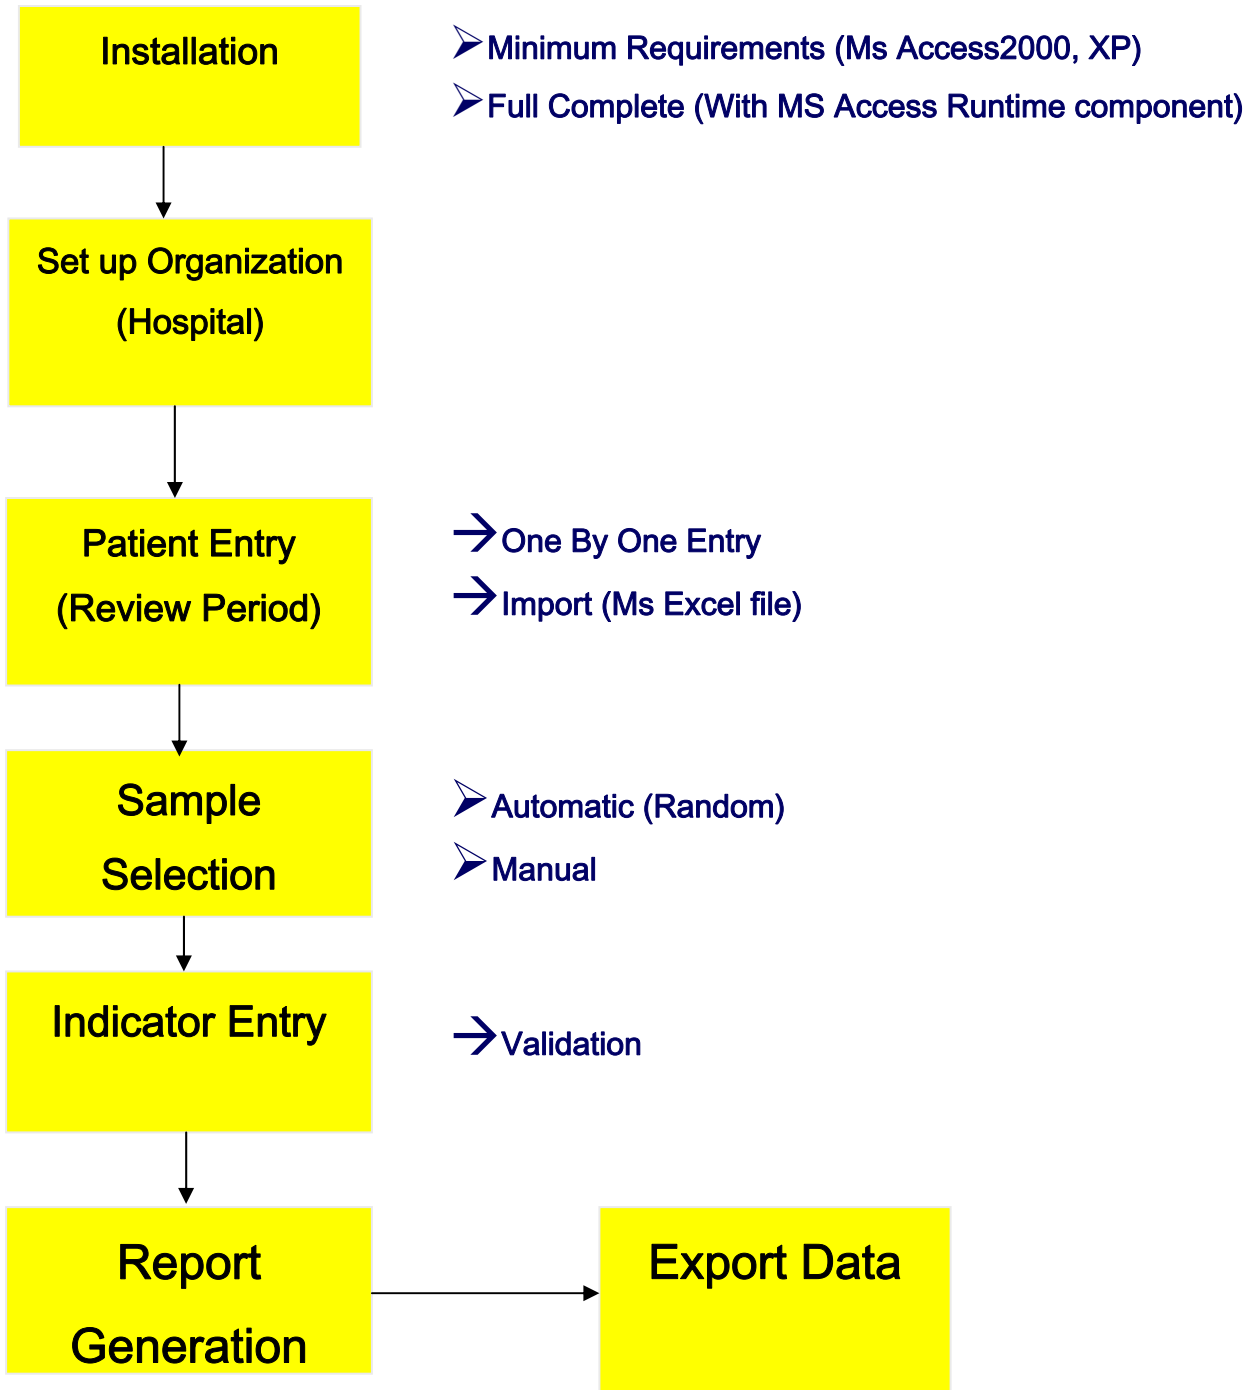 Installation
Minimum Requirements (Ms Access2000, XP)
Full Complete (With MS Access Runtime component)
Set up Organization
(Hospital)
Patient Entry
(Review Period)
One By One Entry
Import (Ms Excel file)
Sample
Selection
Automatic (Random)
Manual
Indicator Entry
Validation
Report
Generation
Export Data